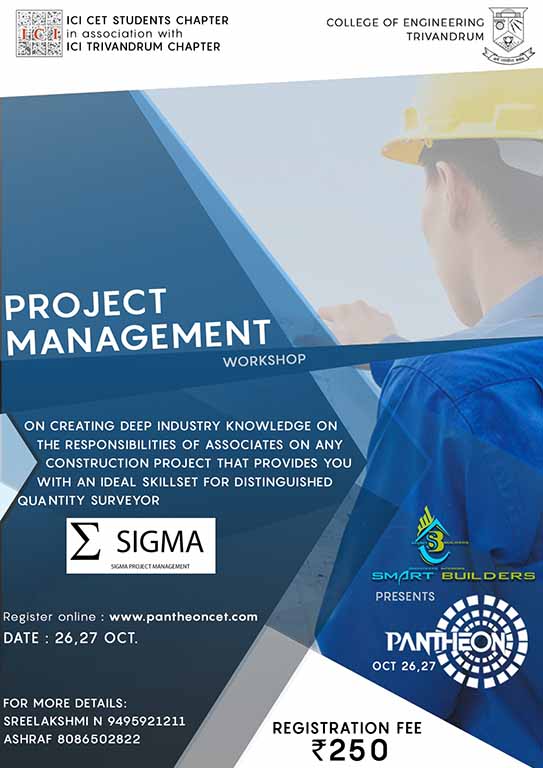 ICI CET STUDENTS CHAPTER
in association with
ICI TRIVANDRUM CHAPTER
I C I
COLLEGE OF ENGINEERING
TRIVANDRUM
PROJECT
MANAGEMENT
WORKSHOP
ON CREATING DEEP INDUSTRY KNOWLEDGE ON
THE RESPONSIBILITIES OF ASSOCIATES ON ANY
CONSTRUCTION PROJECT THAT PROVIDES YOU
WITH AN IDEAL SKILLSET FOR DISTINGUISHED
QUANTITY SURVEYOR
Σ SIGMA
SIGMA PROJECT MANAGEMENT
SMART BUILDERS
PRESENTS
PANTHEON
OCT 26,27
Register online : www.pantheoncet.com
DATE : 26,27 OCT.
FOR MORE DETAILS:
SREELAKSHMI N 9495921211
ASHRAF 8086502822
REGISTRATION FEE
₹250